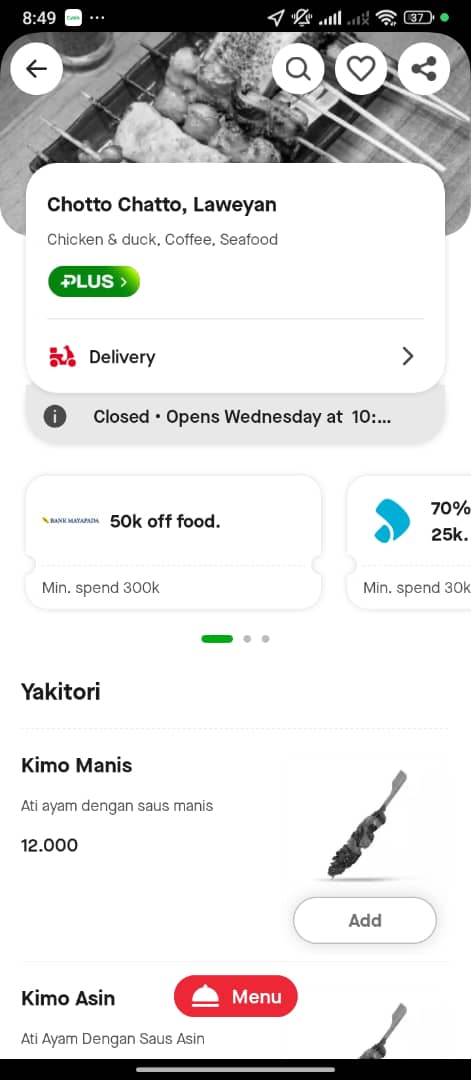 8:49
37
Chotto Chatto, Laweyan
Chicken & duck, Coffee, Seafood
PLUS
Delivery
Closed • Opens Wednesday at 10:...
BANK MAYAPADA
50k off food.
Min. spend 300k
70%
25k.
Min. spend 30k
Yakitori
Kimo Manis
Ati ayam dengan saus manis
12.000
Add
Kimo Asin
Menu
Ati Ayam Dengan Saus Asin